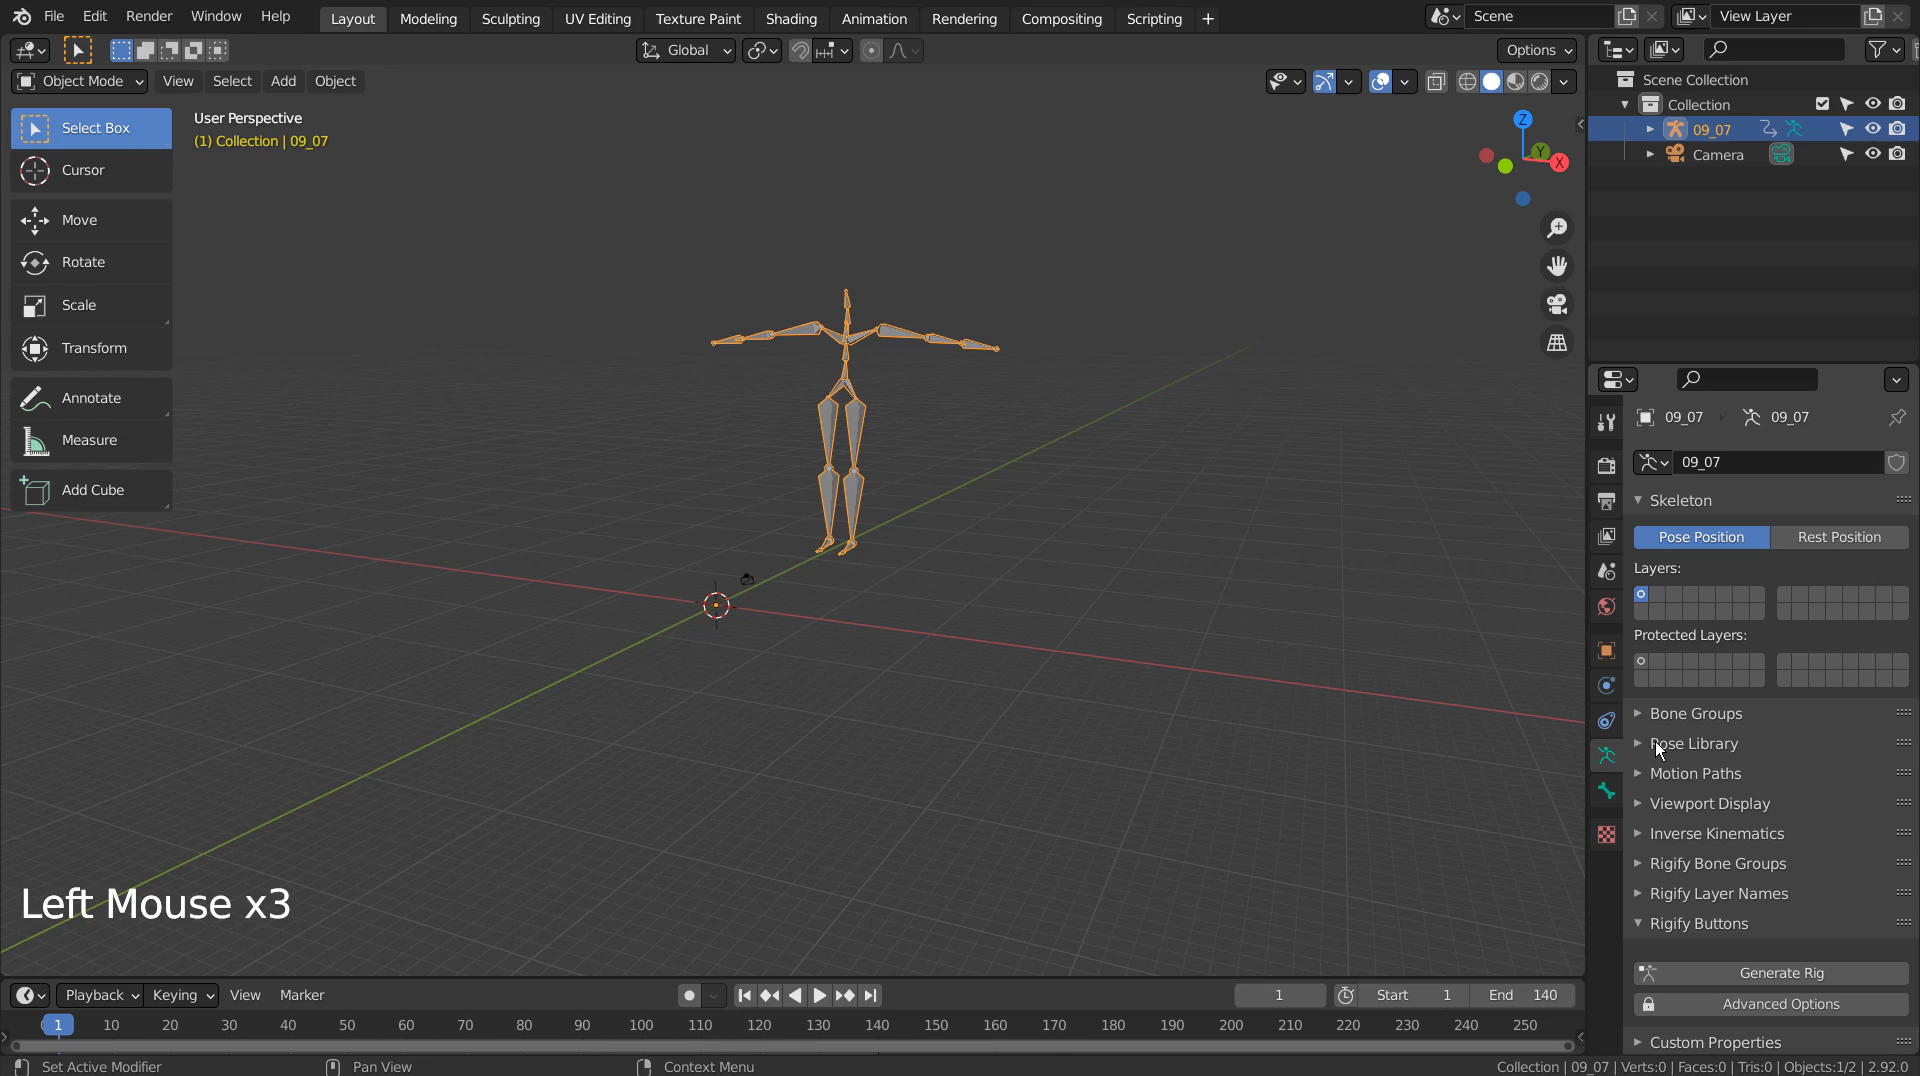 File Edit Render Window Help Layout Modeling Sculpting UV Editing Texture Paint Shading Animation Rendering Compositing Scripting + Scene View Layer
Global Options
Object Mode View Select Add Object
Select Box
Cursor
Move
Rotate
Scale
Transform
Annotate
Measure
Add Cube
User Perspective
(1) Collection | 09_07
Z
Y
X
Left Mouse x3
Scene Collection
Collection
09_07
Camera
09_07 09_07
09_07
Skeleton
Pose Position Rest Position
Layers:
Protected Layers:
Bone Groups
Pose Library
Motion Paths
Viewport Display
Inverse Kinematics
Rigify Bone Groups
Rigify Layer Names
Rigify Buttons
Generate Rig
Advanced Options
Custom Properties
Playback Keying View Marker 1 Start 1 End 140
1 10 20 30 40 50 60 70 80 90 100 110 120 130 140 150 160 170 180 190 200 210 220 230 240 250
Set Active Modifier Pan View Context Menu Collection | 09_07 | Verts:0 | Faces:0 | Tris:0 | Objects:1/2 | 2.92.0